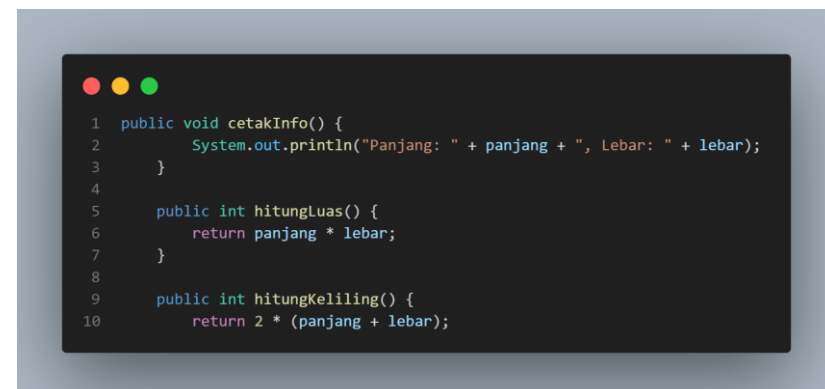 1 public void cetakInfo() {
2 System.out.println("Panjang: " + panjang + ", Lebar: " + lebar);
3 }
4
5 public int hitungLuas() {
6 return panjang * lebar;
7 }
8
9 public int hitungKeliling() {
10 return 2 * (panjang + lebar);